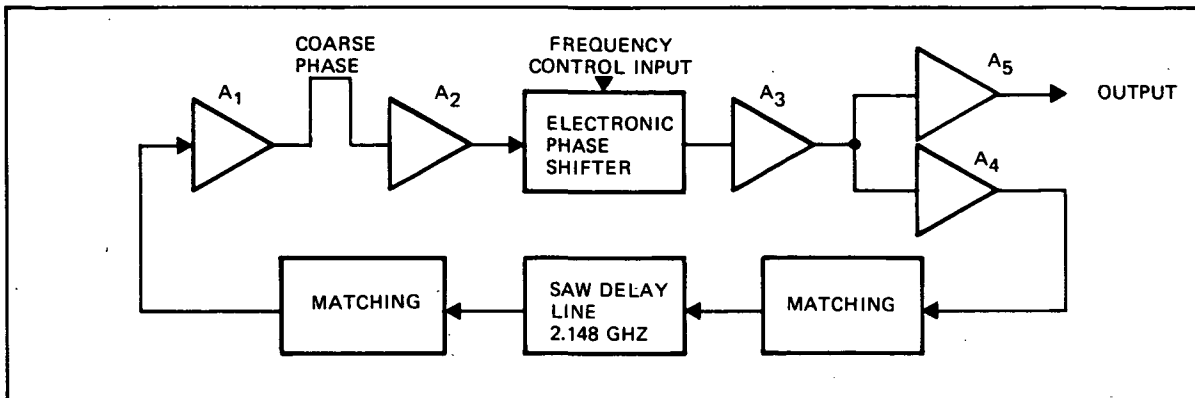 COARSE
PHASE
FREQUENCY
CONTROL INPUT
A1
A2
ELECTRONIC
PHASE
SHIFTER
A3
A5
OUTPUT
A4
MATCHING
SAW DELAY
LINE
2.148 GHZ
MATCHING